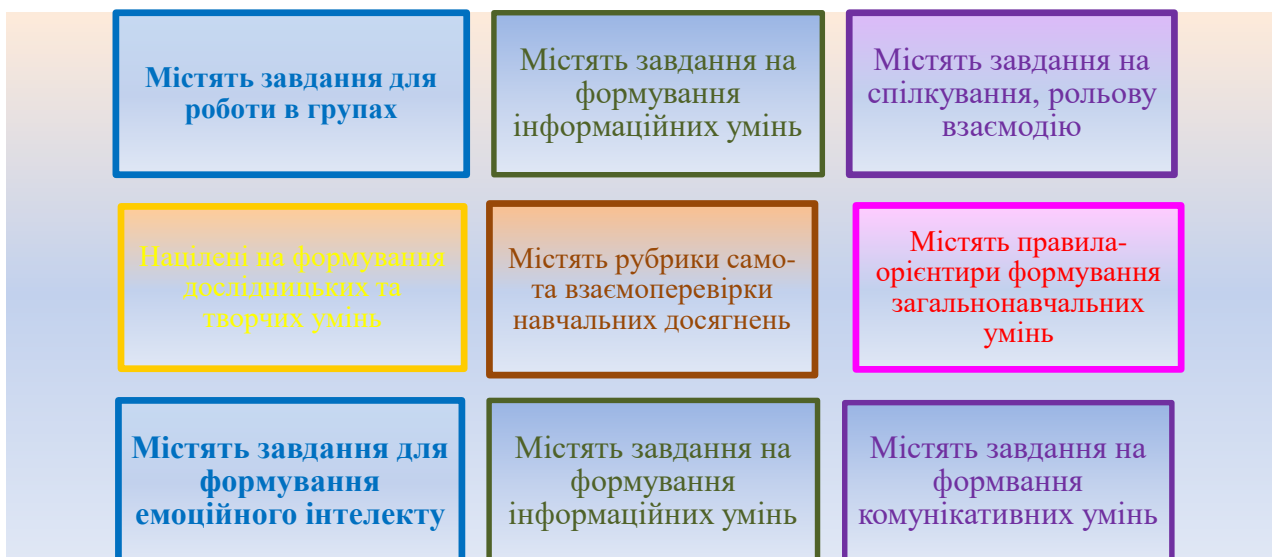 Містять завдання для
роботи в групах
Містять завдання на
формування
інформаційних умінь
Містять завдання на
спілкування, рольову
взаємодію
Націлені на формування
дослідницьких та
творчих умінь
Містять рубрики само-
та взаємоперевірки
навчальних досягнень
Містять правила-
орієнтири формування
загальнонавчальних
умінь
Містять завдання для
формування
емоційного інтелекту
Містять завдання на
формування
інформаційних умінь
Містять завдання на
формвання
комунікативних умінь